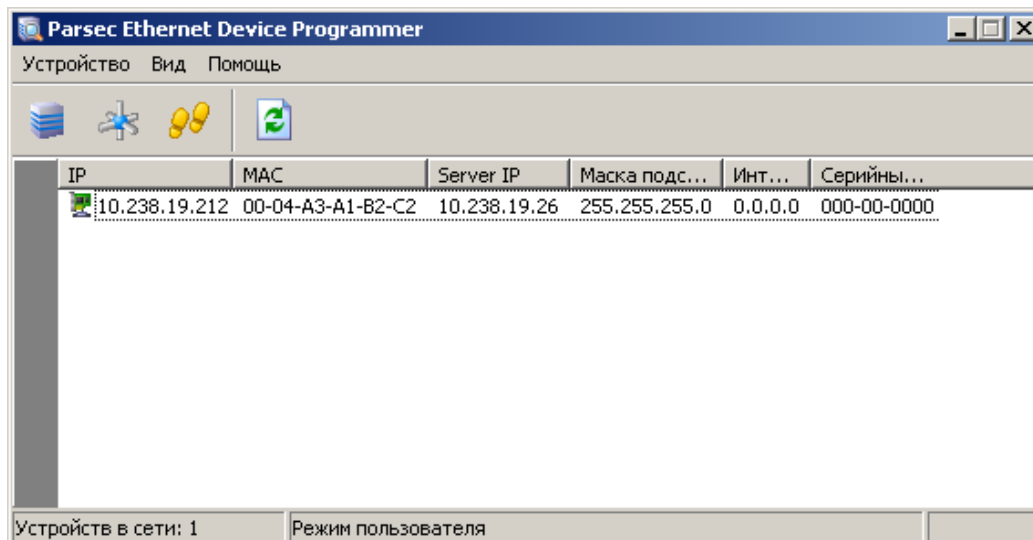 Parsec Ethernet Device Programmer
Устройство Вид Помощь
IP MAC Server IP Маска подс... Инт... Серийны...
10.238.19.212 00-04-A3-A1-B2-C2 10.238.19.26 255.255.255.0 0.0.0.0 000-00-0000
Устройств в сети: 1 Режим пользователя